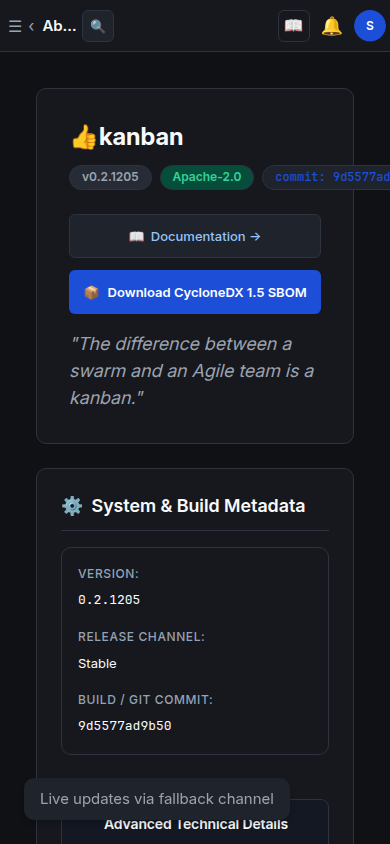 Ab...
S
👍kanban
v0.2.1205
Apache-2.0
commit: 9d5577ad
📖 Documentation →
📦 Download CycloneDX 1.5 SBOM
"The difference between a
swarm and an Agile team is a
kanban."
⚙️ System & Build Metadata
VERSION:
0.2.1205
RELEASE CHANNEL:
Stable
BUILD / GIT COMMIT:
9d5577ad9b50
Live updates via fallback channel
Advanced Technical Details